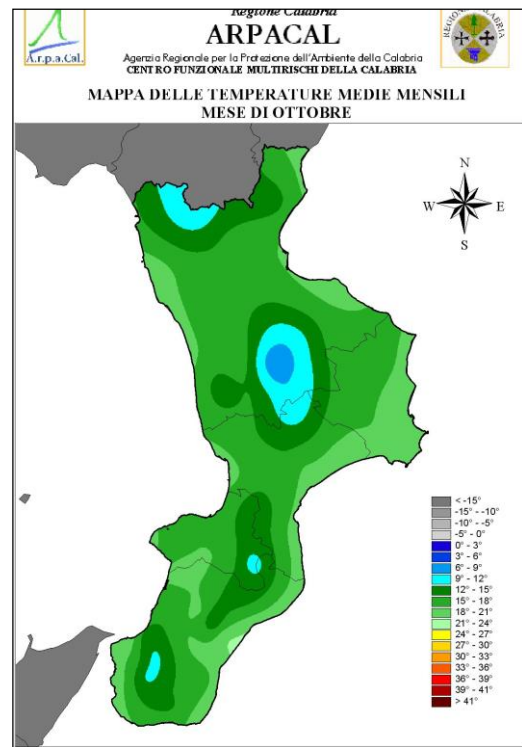 Regione Calabria
ARPACAL
A.r.p.a.Cal.
Agenzia Regionale per la Protezione dell'Ambiente della Calabria
CENTRO FUNZIONALE MULTIRISCHI DELLA CALABRIA
REGIONE CALABRIA
MAPPA DELLE TEMPERATURE MEDIE MENSILI
MESE DI OTTOBRE
N
W E
S
< -15°
-15° - -10°
-10° - -5°
-5° - 0°
0° - 3°
3° - 6°
6° - 9°
9° - 12°
12° - 15°
15° - 18°
18° - 21°
21° - 24°
24° - 27°
27° - 30°
30° - 33°
33° - 36°
36° - 39°
39° - 41°
> 41°